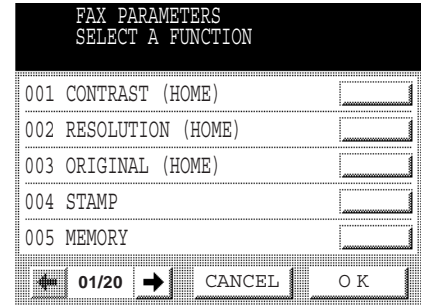 FAX PARAMETERS
SELECT A FUNCTION
001 CONTRAST (HOME)
002 RESOLUTION (HOME)
003 ORIGINAL (HOME)
004 STAMP
005 MEMORY
01/20 CANCEL O K